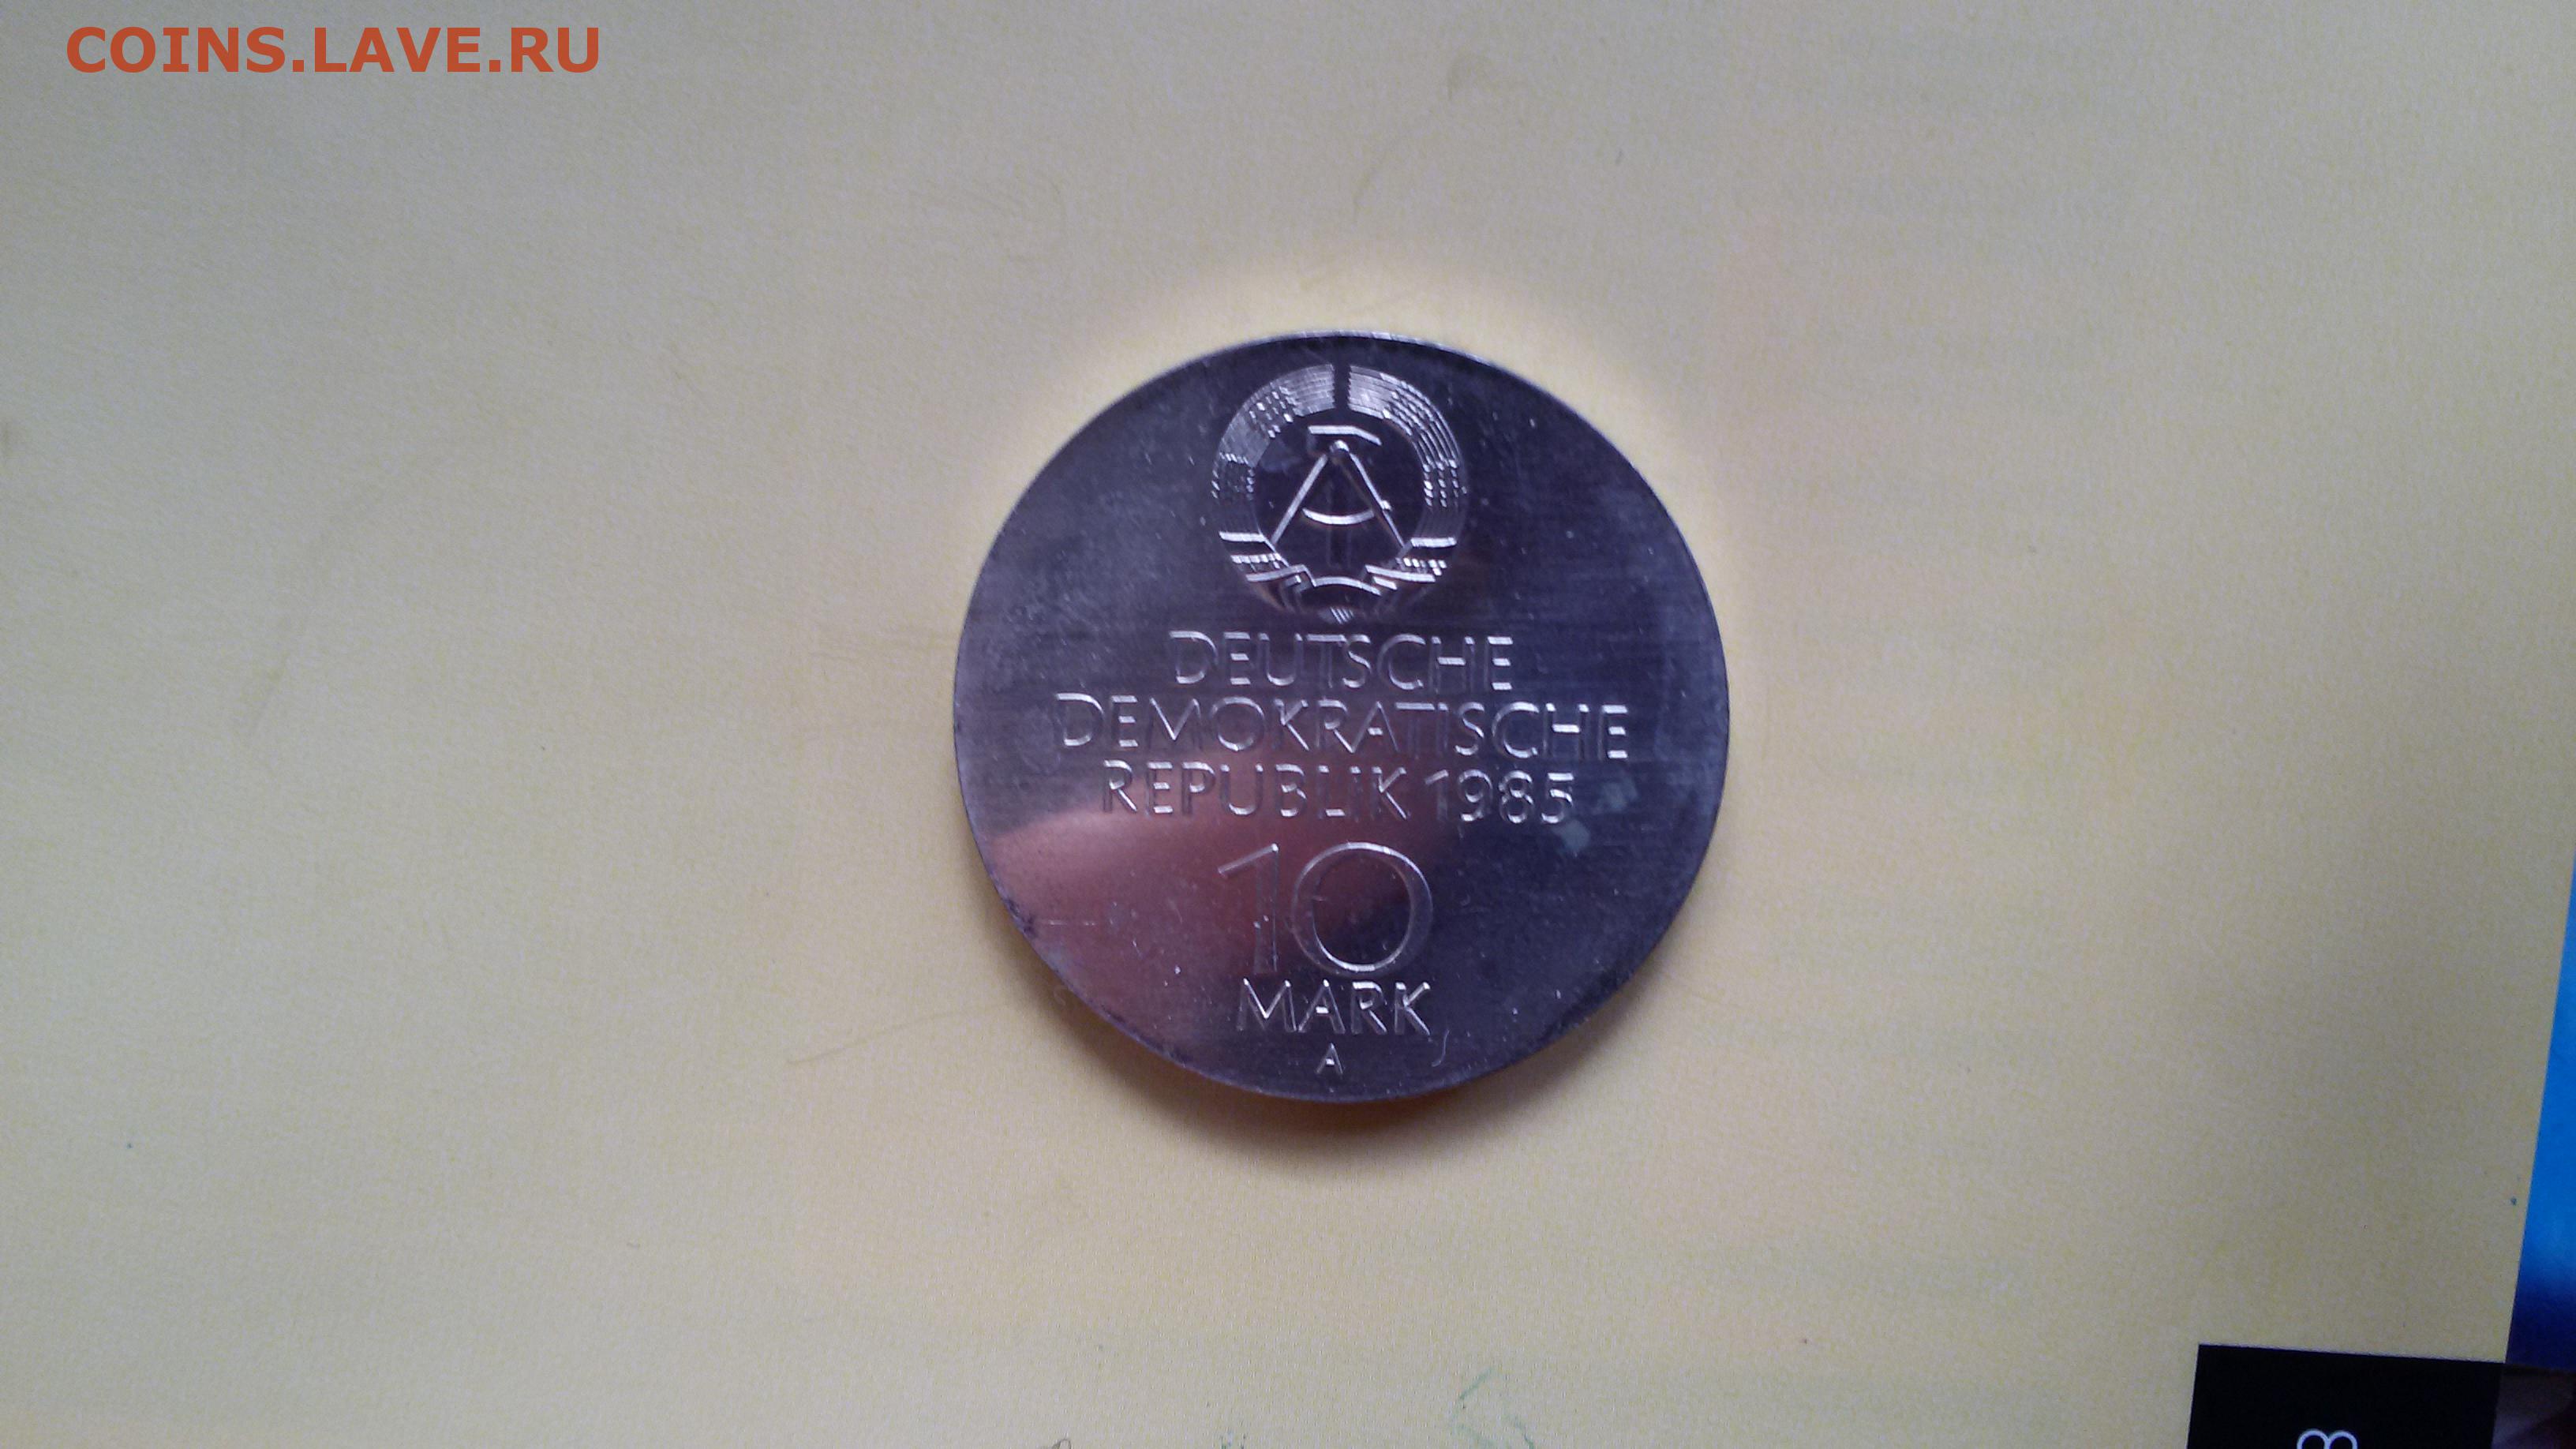 COINS.LAVE.RU
DEUTSCHE
DEMOKRATISCHE
REPUBLIK 1985
10
MARK
A